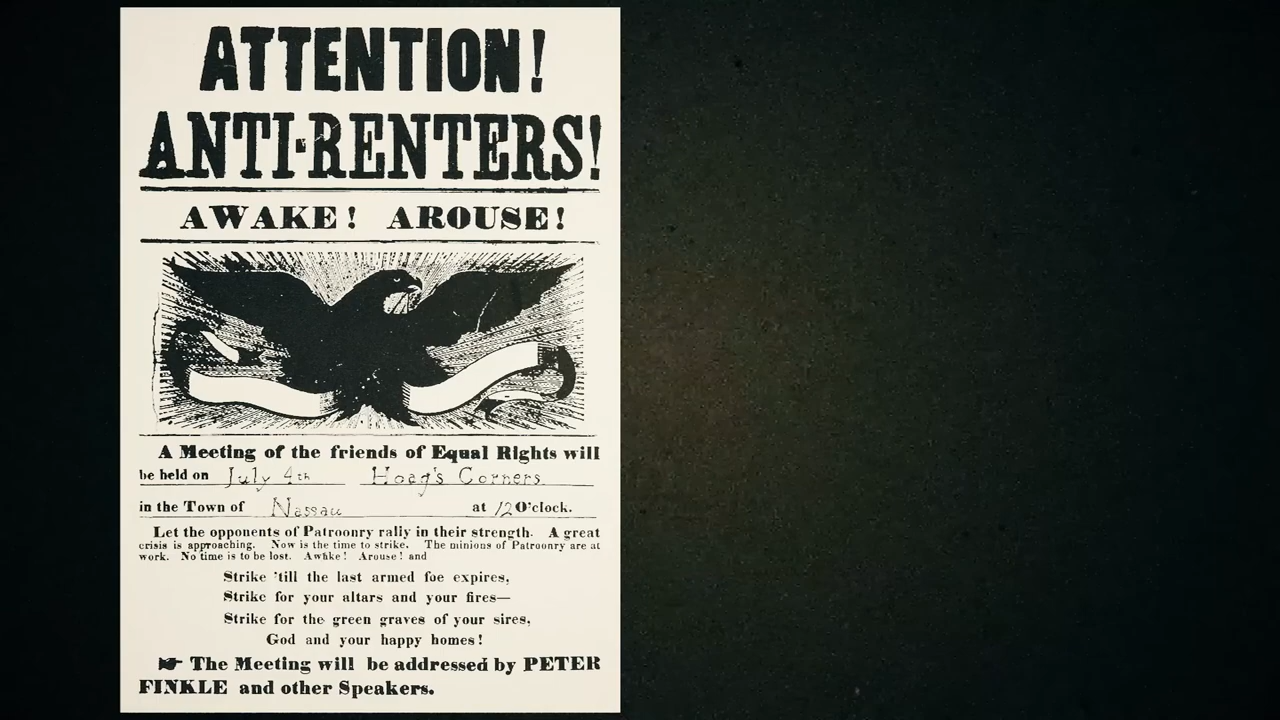 ATTENTION!
ANTI-RENTERS!
AWAKE! AROUSE!
A Meeting of the friends of Equal Rights will
be held on July 4th Hoag's Corners
in the Town of Nassau at 12 O'clock.
Let the opponents of Patroonry rally in their strength. A great
crisis is approaching. Now is the time to strike. The minions of Patroonry are at
work. No time is to be lost. Awake! Arouse! and
Strike 'till the last armed foe expires,
Strike for your altars and your fires—
Strike for the green graves of your sires,
God and your happy homes!
☛ The Meeting will be addressed by PETER
FINKLE and other Speakers.